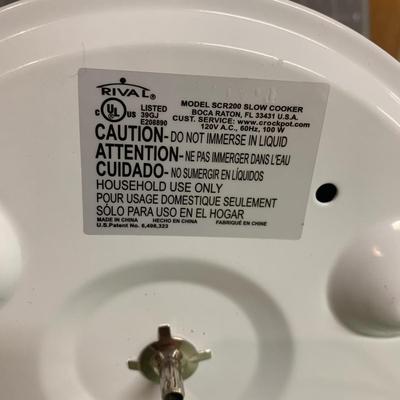 RIVAL
C UL US LISTED
39GJ
E208890
MODEL SCR200 SLOW COOKER
BOCA RATON, FL 33431 U.S.A.
CUST. SERVICE: www.crockpot.com
120V A.C., 60Hz, 100 W
CAUTION- DO NOT IMMERSE IN LIQUID
ATTENTION- NE PAS IMMERGER DANS L'EAU
CUIDADO- NO SUMERGIR EN LÍQUIDOS
HOUSEHOLD USE ONLY
POUR USAGE DOMESTIQUE SEULEMENT
SÓLO PARA USO EN EL HOGAR
MADE IN CHINA HECHO EN CHINA FABRIQUÉ EN CHINE
U.S.Patent No. 6,498,323